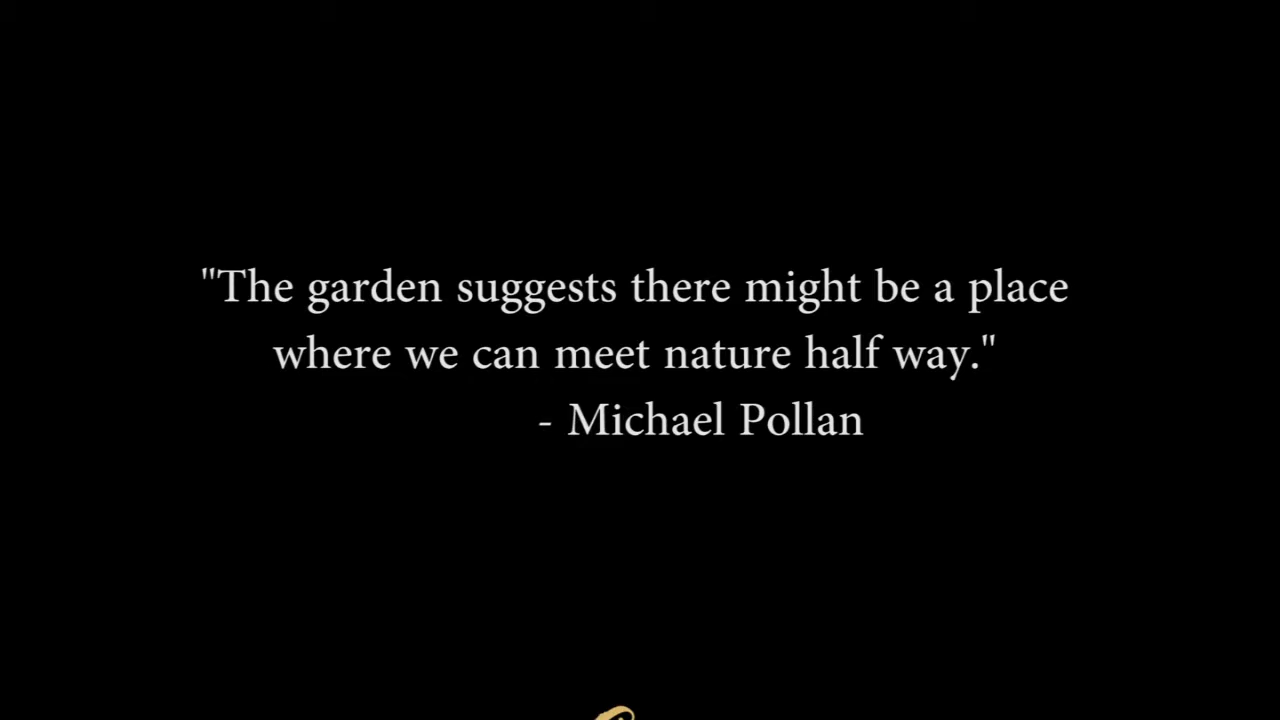 "The garden suggests there might be a place
where we can meet nature half way."
- Michael Pollan